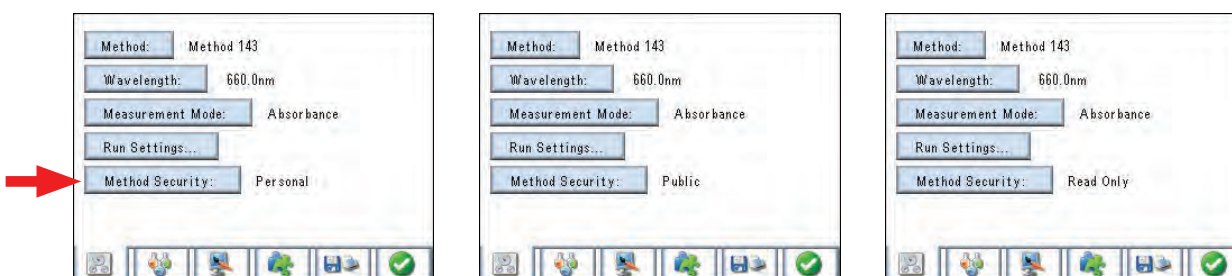 Method: Method 143
Wavelength: 660.0nm
Measurement Mode: Absorbance
Run Settings...
Method Security: Personal
Method: Method 143
Wavelength: 660.0nm
Measurement Mode: Absorbance
Run Settings...
Method Security: Public
Method: Method 143
Wavelength: 660.0nm
Measurement Mode: Absorbance
Run Settings...
Method Security: Read Only